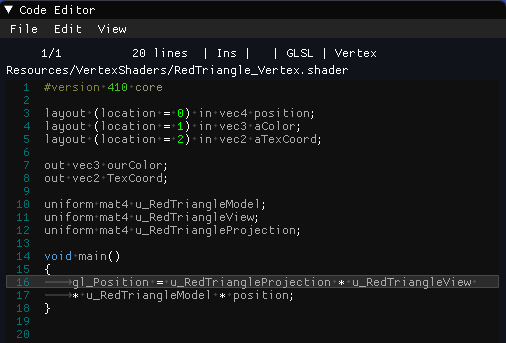 ▼ Code Editor
File Edit View
1/1 20 lines | Ins | | GLSL | Vertex
Resources/VertexShaders/RedTriangle_Vertex.shader
1 #version 410 core
2
3 layout (location = 0) in vec4 position;
4 layout (location = 1) in vec3 aColor;
5 layout (location = 2) in vec2 aTexCoord;
6
7 out vec3 ourColor;
8 out vec2 TexCoord;
9
10 uniform mat4 u_RedTriangleModel;
11 uniform mat4 u_RedTriangleView;
12 uniform mat4 u_RedTriangleProjection;
13
14 void main()
15 {
16 gl_Position = u_RedTriangleProjection * u_RedTriangleView
17 * u_RedTriangleModel * position;
18 }
19
20